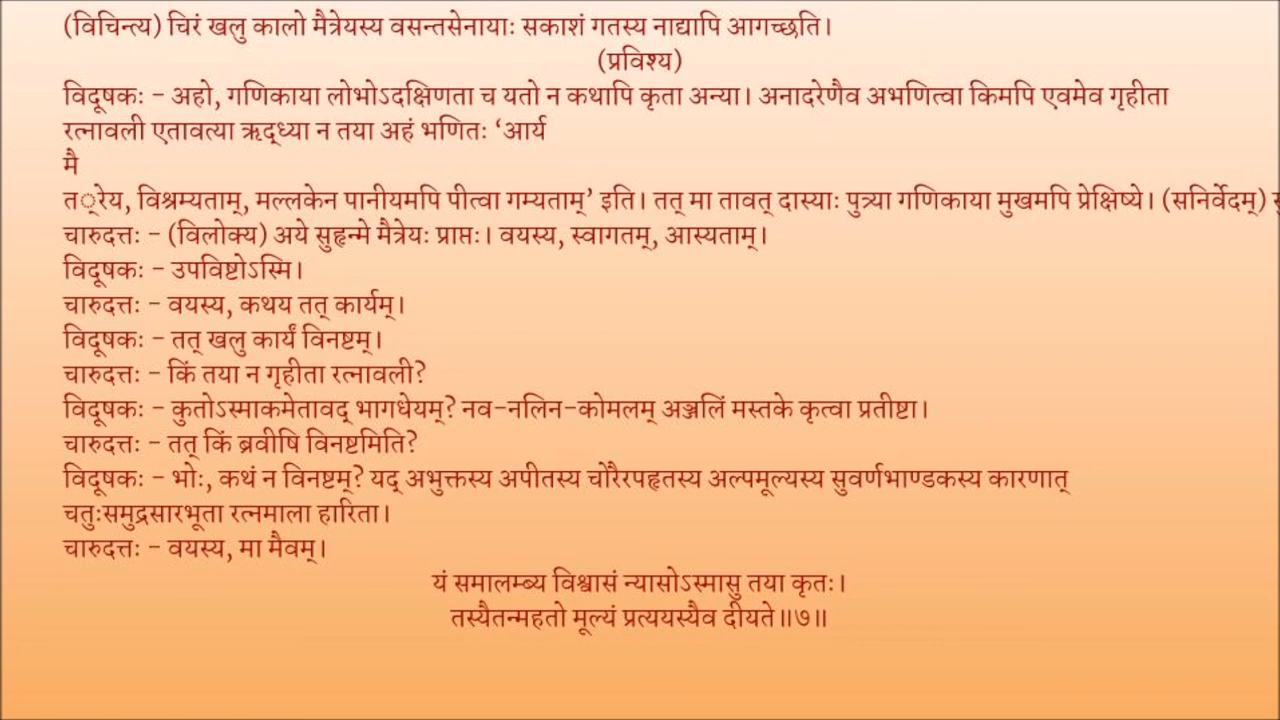 (विचिन्त्य) चिरं खलु कालो मैत्रेयस्य वसन्तसेनायाः सकाशं गतस्य नाद्यापि आगच्छति।
(प्रविश्य)
विदूषकः - अहो, गणिकाया लोभोऽदक्षिणता च यतो न कथापि कृता अन्या। अनादरेणैव अभणित्वा किमपि एवमेव गृहीता
रत्नावली एतावत्या ऋद्ध्या न तया अहं भणितः ‘आर्य
मै
त्रेय, विश्रम्यताम्, मल्लकेन पानीयमपि पीत्वा गम्यताम्’ इति। तत् मा तावत् दास्याः पुत्र्या गणिकाया मुखमपि प्रेक्षिष्ये। (सनिर्वेदम्)
चारुदत्तः - (विलोक्य) अये सुहृन्मे मैत्रेयः प्राप्तः। वयस्य, स्वागतम्, आस्यताम्।
विदूषकः - उपविष्टोऽस्मि।
चारुदत्तः - वयस्य, कथय तत् कार्यम्।
विदूषकः - तत् खलु कार्यं विनष्टम्।
चारुदत्तः - किं तया न गृहीता रत्नावली?
विदूषकः - कुतोऽस्माकमेतावद् भागधेयम्? नव-नलिन-कोमलम् अञ्जलिं मस्तके कृत्वा प्रतीष्टा।
चारुदत्तः - तत् किं ब्रवीषि विनष्टमिति?
विदूषकः - भोः, कथं न विनष्टम्? यद् अभुक्तस्य अपीतस्य चोरैरपहृतस्य अल्पमूल्यस्य सुवर्णभाण्डकस्य कारणात्
चतुःसमुद्रसारभूता रत्नमाला हारिता।
चारुदत्तः - वयस्य, मा मैवम्।
यं समालम्ब्य विश्वासं न्यासोऽस्मासु तया कृतः।
तस्यैतन्महतो मूल्यं प्रत्ययस्यैव दीयते॥७॥